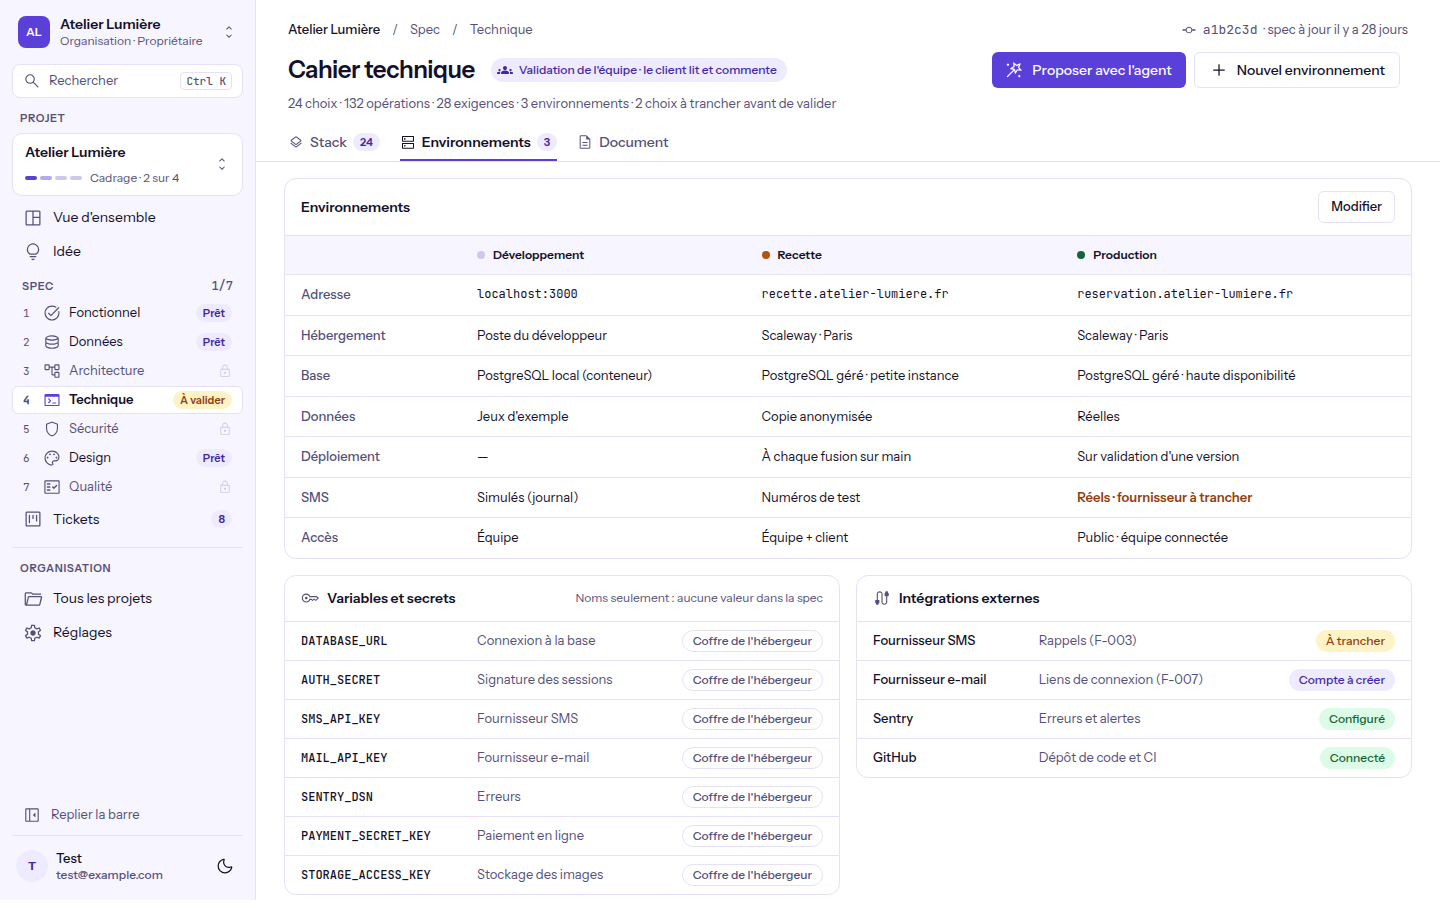 AL
Atelier Lumière
Organisation · Propriétaire
Rechercher
Ctrl K
PROJET
Atelier Lumière
Cadrage · 2 sur 4
Vue d'ensemble
Idée
SPEC 1/7
1 Fonctionnel Prêt
2 Données Prêt
3 Architecture
4 Technique À valider
5 Sécurité
6 Design Prêt
7 Qualité
Tickets 8
ORGANISATION
Tous les projets
Réglages
Replier la barre
T
Test
test@example.com
Atelier Lumière / Spec / Technique
a1b2c3d · spec à jour il y a 28 jours
Cahier technique
Validation de l'équipe · le client lit et commente
Proposer avec l'agent
Nouvel environnement
24 choix · 132 opérations · 28 exigences · 3 environnements · 2 choix à trancher avant de valider
Stack 24
Environnements 3
Document
Environnements
Modifier
Développement Recette Production
Adresse localhost:3000 recette.atelier-lumiere.fr reservation.atelier-lumiere.fr
Hébergement Poste du développeur Scaleway · Paris Scaleway · Paris
Base PostgreSQL local (conteneur) PostgreSQL géré · petite instance PostgreSQL géré · haute disponibilité
Données Jeux d'exemple Copie anonymisée Réelles
Déploiement — À chaque fusion sur main Sur validation d'une version
SMS Simulés (journal) Numéros de test Réels · fournisseur à trancher
Accès Équipe Équipe + client Public · équipe connectée
Variables et secrets
Noms seulement : aucune valeur dans la spec
DATABASE_URL Connexion à la base Coffre de l'hébergeur
AUTH_SECRET Signature des sessions Coffre de l'hébergeur
SMS_API_KEY Fournisseur SMS Coffre de l'hébergeur
MAIL_API_KEY Fournisseur e-mail Coffre de l'hébergeur
SENTRY_DSN Erreurs Coffre de l'hébergeur
PAYMENT_SECRET_KEY Paiement en ligne Coffre de l'hébergeur
STORAGE_ACCESS_KEY Stockage des images Coffre de l'hébergeur
Intégrations externes
Fournisseur SMS Rappels (F-003) À trancher
Fournisseur e-mail Liens de connexion (F-007) Compte à créer
Sentry Erreurs et alertes Configuré
GitHub Dépôt de code et CI Connecté